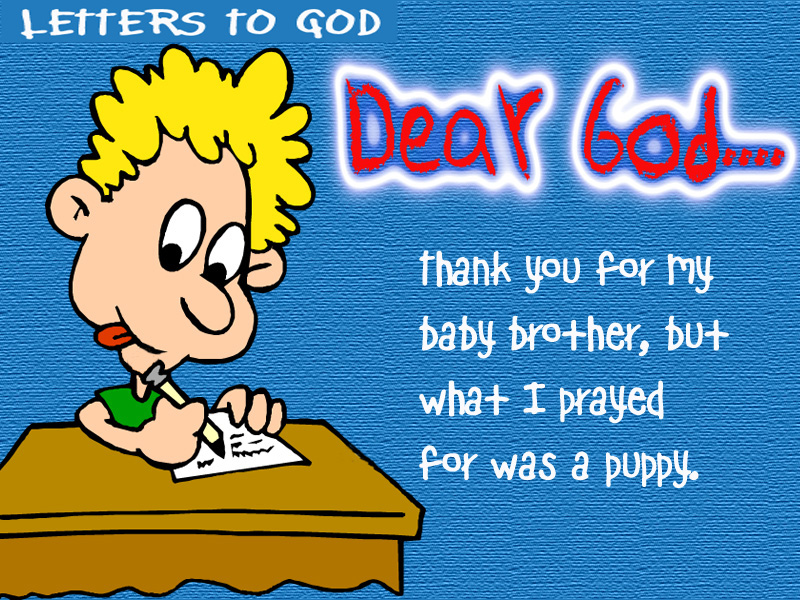 LETTERS TO GOD
Dear God....
thank you for my
baby brother, but
what I prayed
for was a puppy.